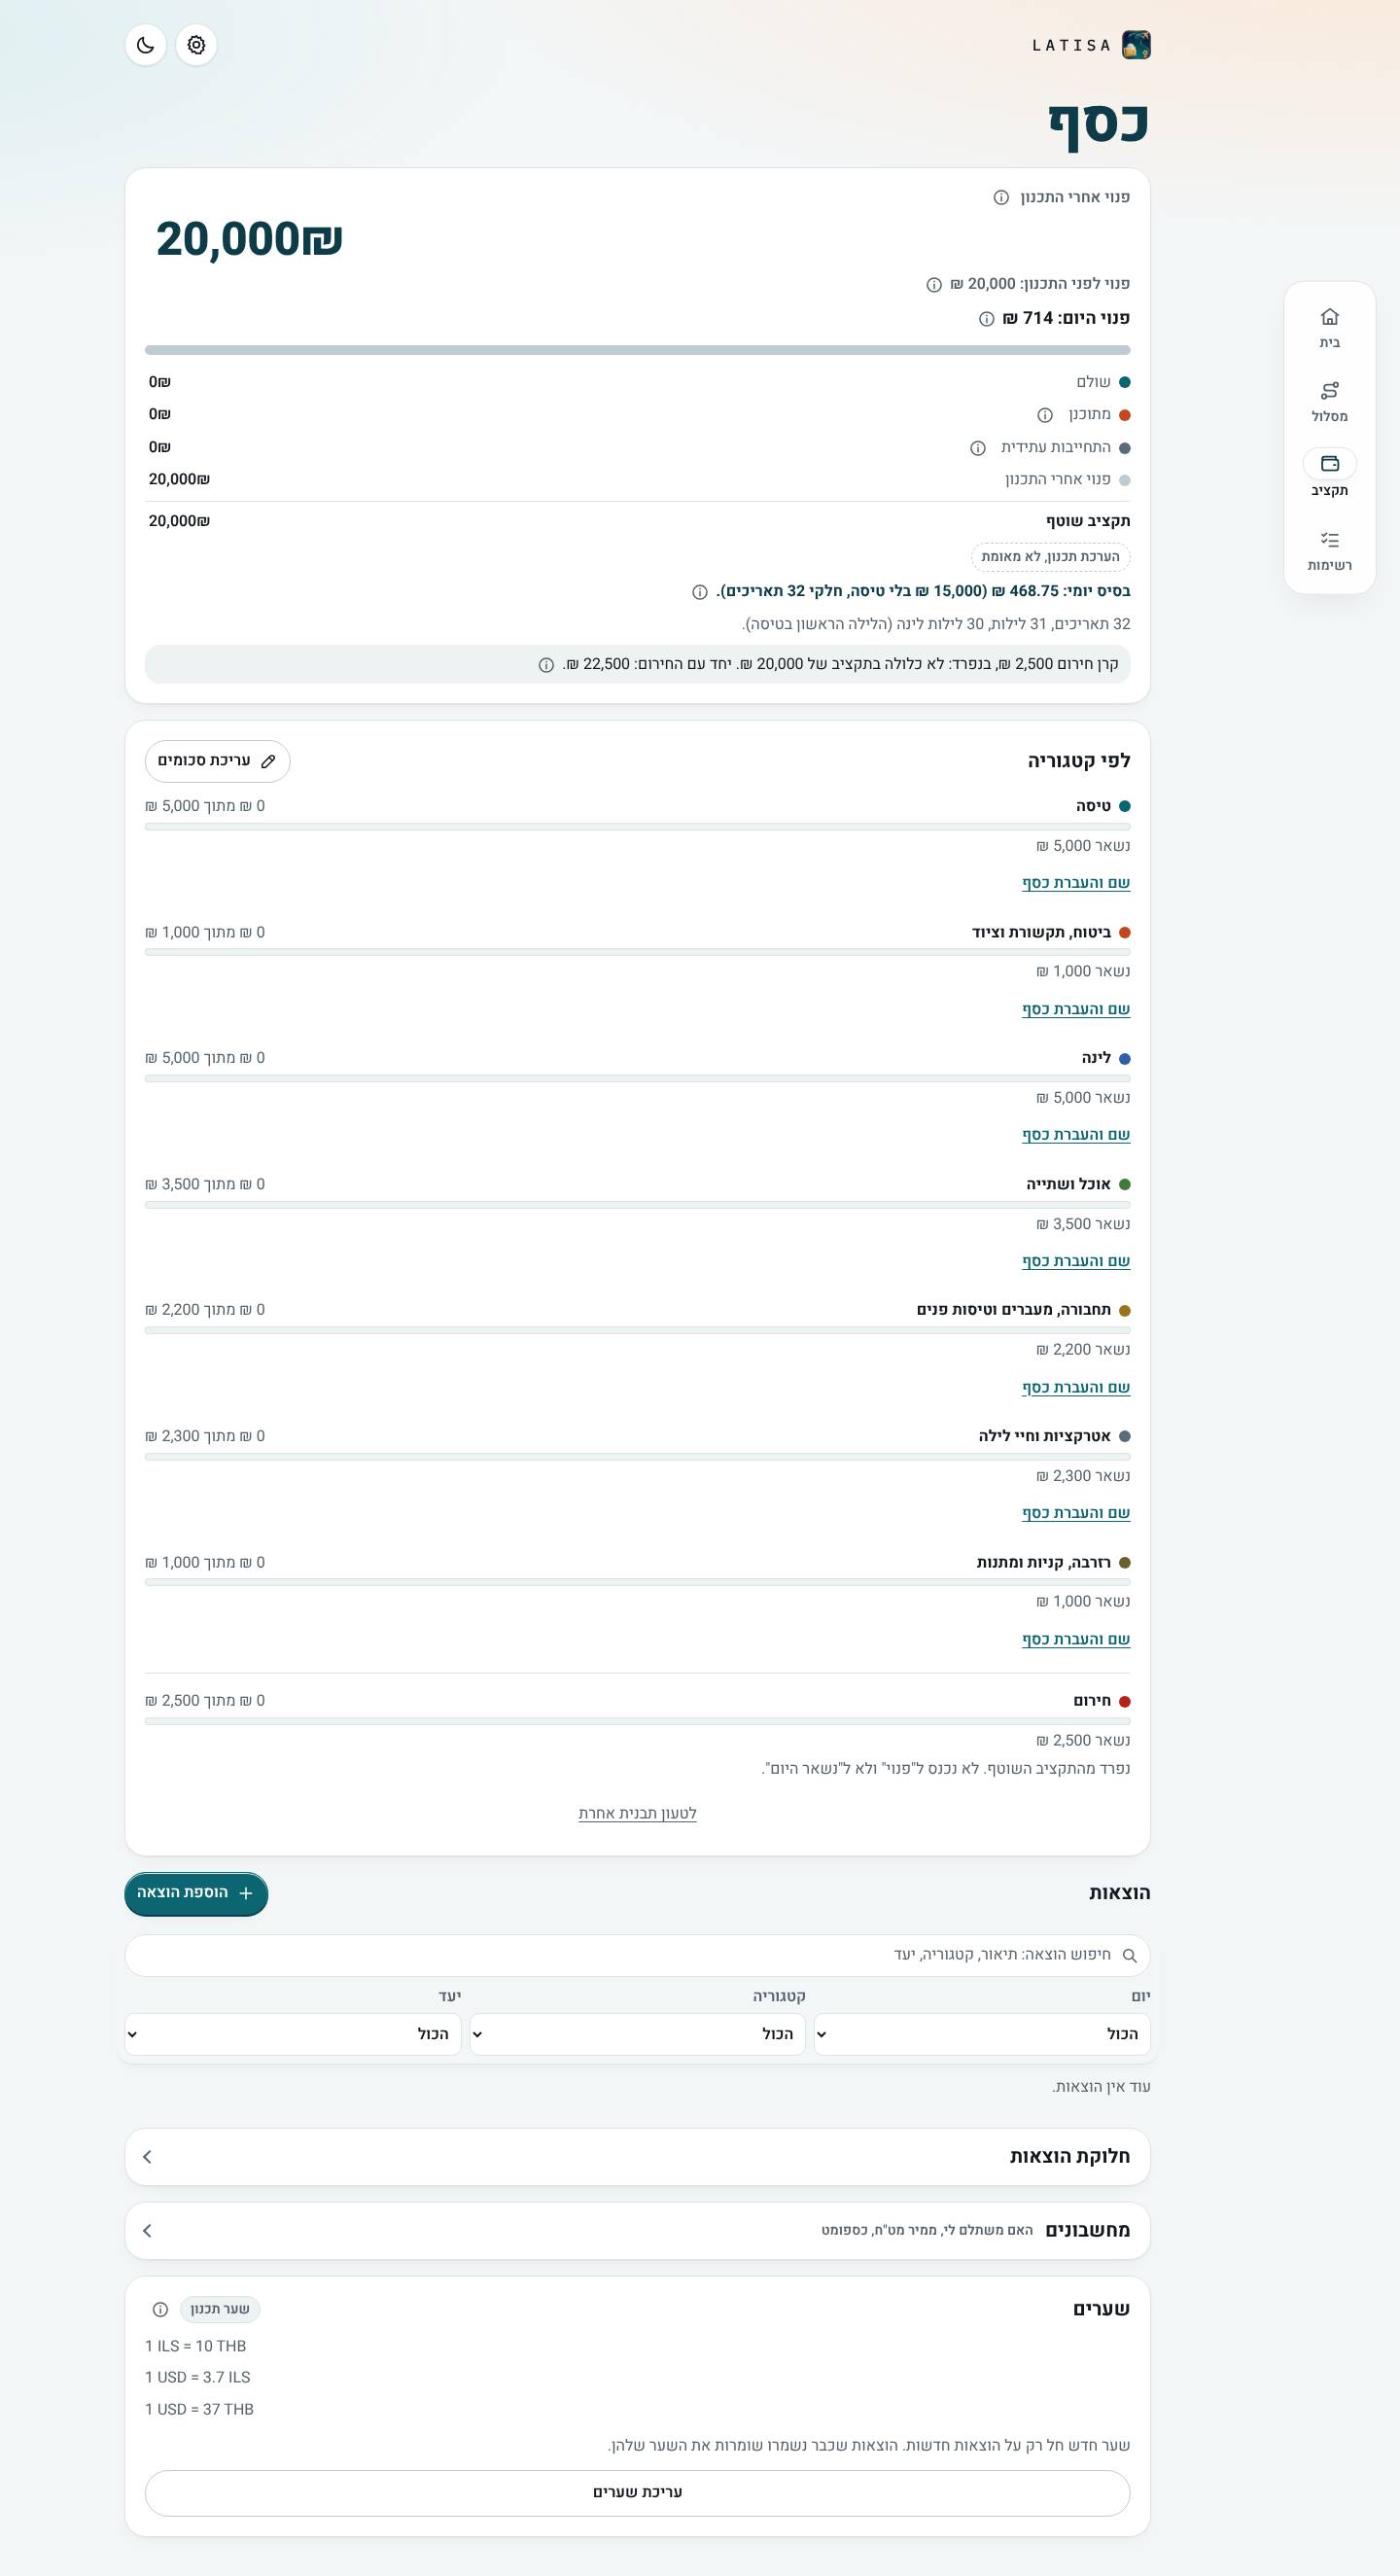 LATISA
כסף
פנוי אחרי התכנון
₪20,000
פנוי לפני התכנון: 20,000 ₪
פנוי היום: 714 ₪
שולם ₪0
מתוכנן ₪0
התחייבות עתידית ₪0
פנוי אחרי התכנון ₪20,000
תקציב שוטף ₪20,000
הערכת תכנון, לא מאומת
בסיס יומי: 468.75 ₪ (15,000 ₪ בלי טיסה, חלקי 32 תאריכים).
32 תאריכים, 31 לילות, 30 לילות לינה (הלילה הראשון בטיסה).
קרן חירום 2,500 ₪, בנפרד: לא כלולה בתקציב של 20,000 ₪. יחד עם החירום: 22,500 ₪.
בית
מסלול
תקציב
רשימות
לפי קטגוריה
עריכת סכומים
טיסה 0 ₪ מתוך 5,000 ₪
נשאר 5,000 ₪
שם והעברת כסף
ביטוח, תקשורת וציוד 0 ₪ מתוך 1,000 ₪
נשאר 1,000 ₪
שם והעברת כסף
לינה 0 ₪ מתוך 5,000 ₪
נשאר 5,000 ₪
שם והעברת כסף
אוכל ושתייה 0 ₪ מתוך 3,500 ₪
נשאר 3,500 ₪
שם והעברת כסף
תחבורה, מעברים וטיסות פנים 0 ₪ מתוך 2,200 ₪
נשאר 2,200 ₪
שם והעברת כסף
אטרקציות וחיי לילה 0 ₪ מתוך 2,300 ₪
נשאר 2,300 ₪
שם והעברת כסף
רזרבה, קניות ומתנות 0 ₪ מתוך 1,000 ₪
נשאר 1,000 ₪
שם והעברת כסף
חירום 0 ₪ מתוך 2,500 ₪
נשאר 2,500 ₪
נפרד מהתקציב השוטף. לא נכנס ל"פנוי" ולא ל"נשאר היום".
לטעון תבנית אחרת
הוצאות
הוספת הוצאה
חיפוש הוצאה: תיאור, קטגוריה, יעד
יום קטגוריה יעד
הכול הכול הכול
עוד אין הוצאות.
חלוקת הוצאות
מחשבונים האם משתלם לי, ממיר מט"ח, כספומט
שערים שער תכנון
1 ILS = 10 THB
1 USD = 3.7 ILS
1 USD = 37 THB
שער חדש חל רק על הוצאות חדשות. הוצאות שכבר נשמרו שומרות את השער שלהן.
עריכת שערים